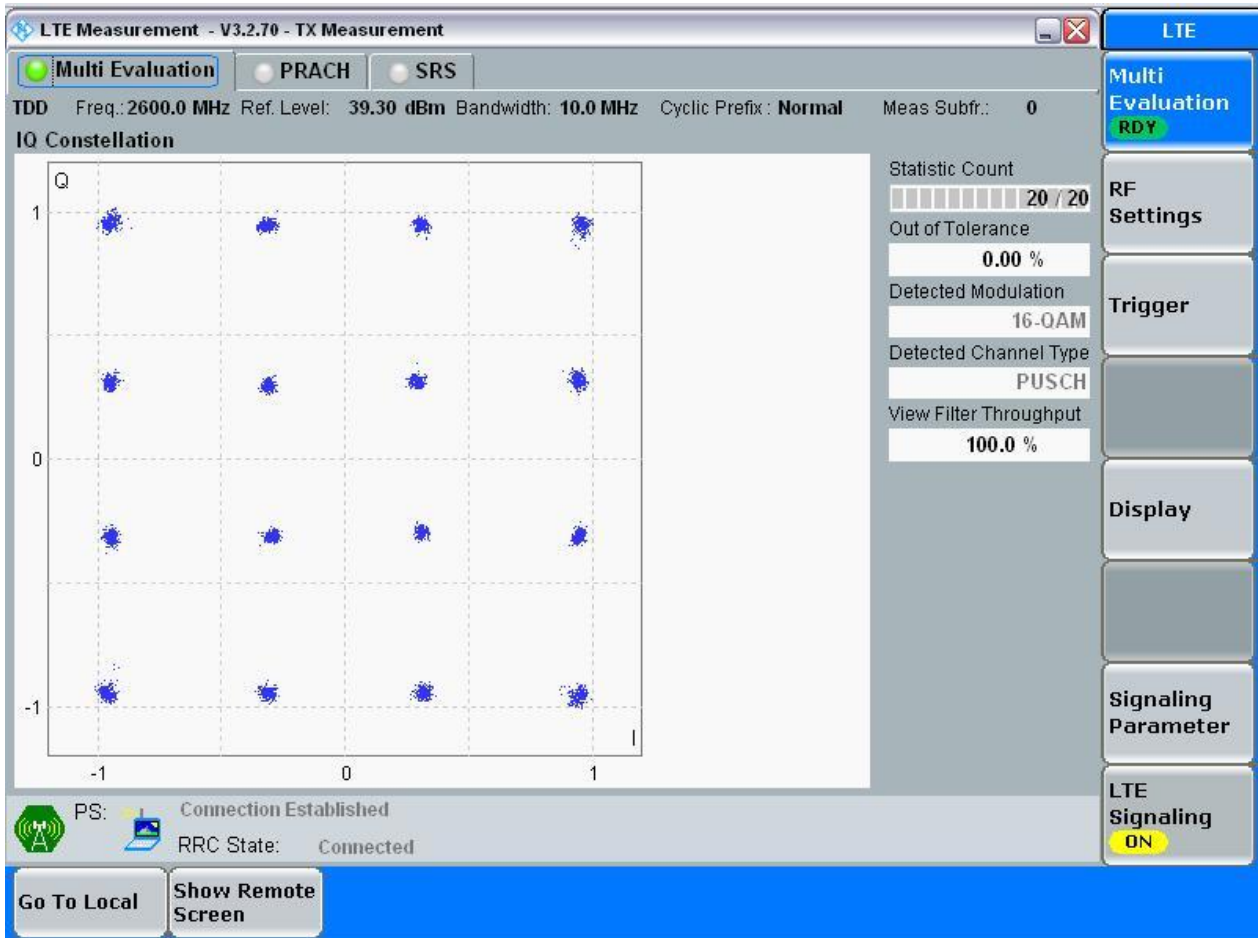 LTE Measurement - V3.2.70 - TX Measurement
LTE
Multi Evaluation PRACH SRS
Multi
Evaluation
RDY
TDD Freq.: 2600.0 MHz Ref. Level: 39.30 dBm Bandwidth: 10.0 MHz Cyclic Prefix : Normal Meas Subfr.: 0
IQ Constellation
Q
1
0
-1
I
-1 0 1
Statistic Count
20 / 20
Out of Tolerance
0.00 %
Detected Modulation
16-QAM
Detected Channel Type
PUSCH
View Filter Throughput
100.0 %
RF
Settings
Trigger
Display
Signaling
Parameter
LTE
Signaling
ON
PS: Connection Established
RRC State: Connected
Go To Local
Show Remote
Screen